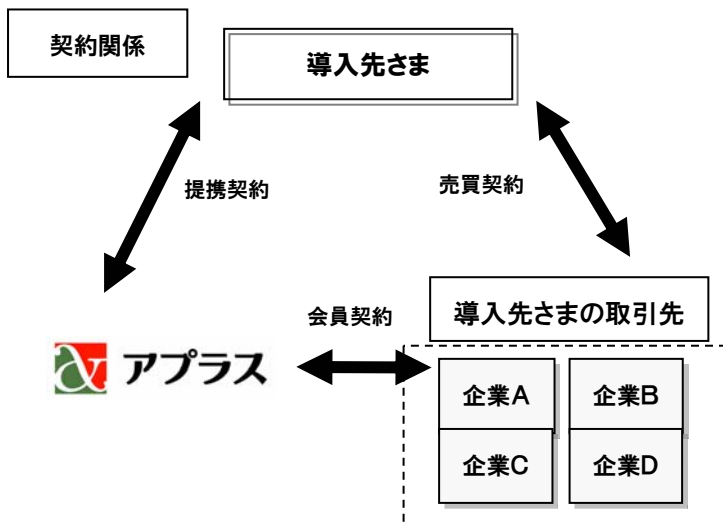 契約関係
導入先さま
提携契約
売買契約
会員契約
導入先さまの取引先
アプラス
企業A
企業B
企業C
企業D